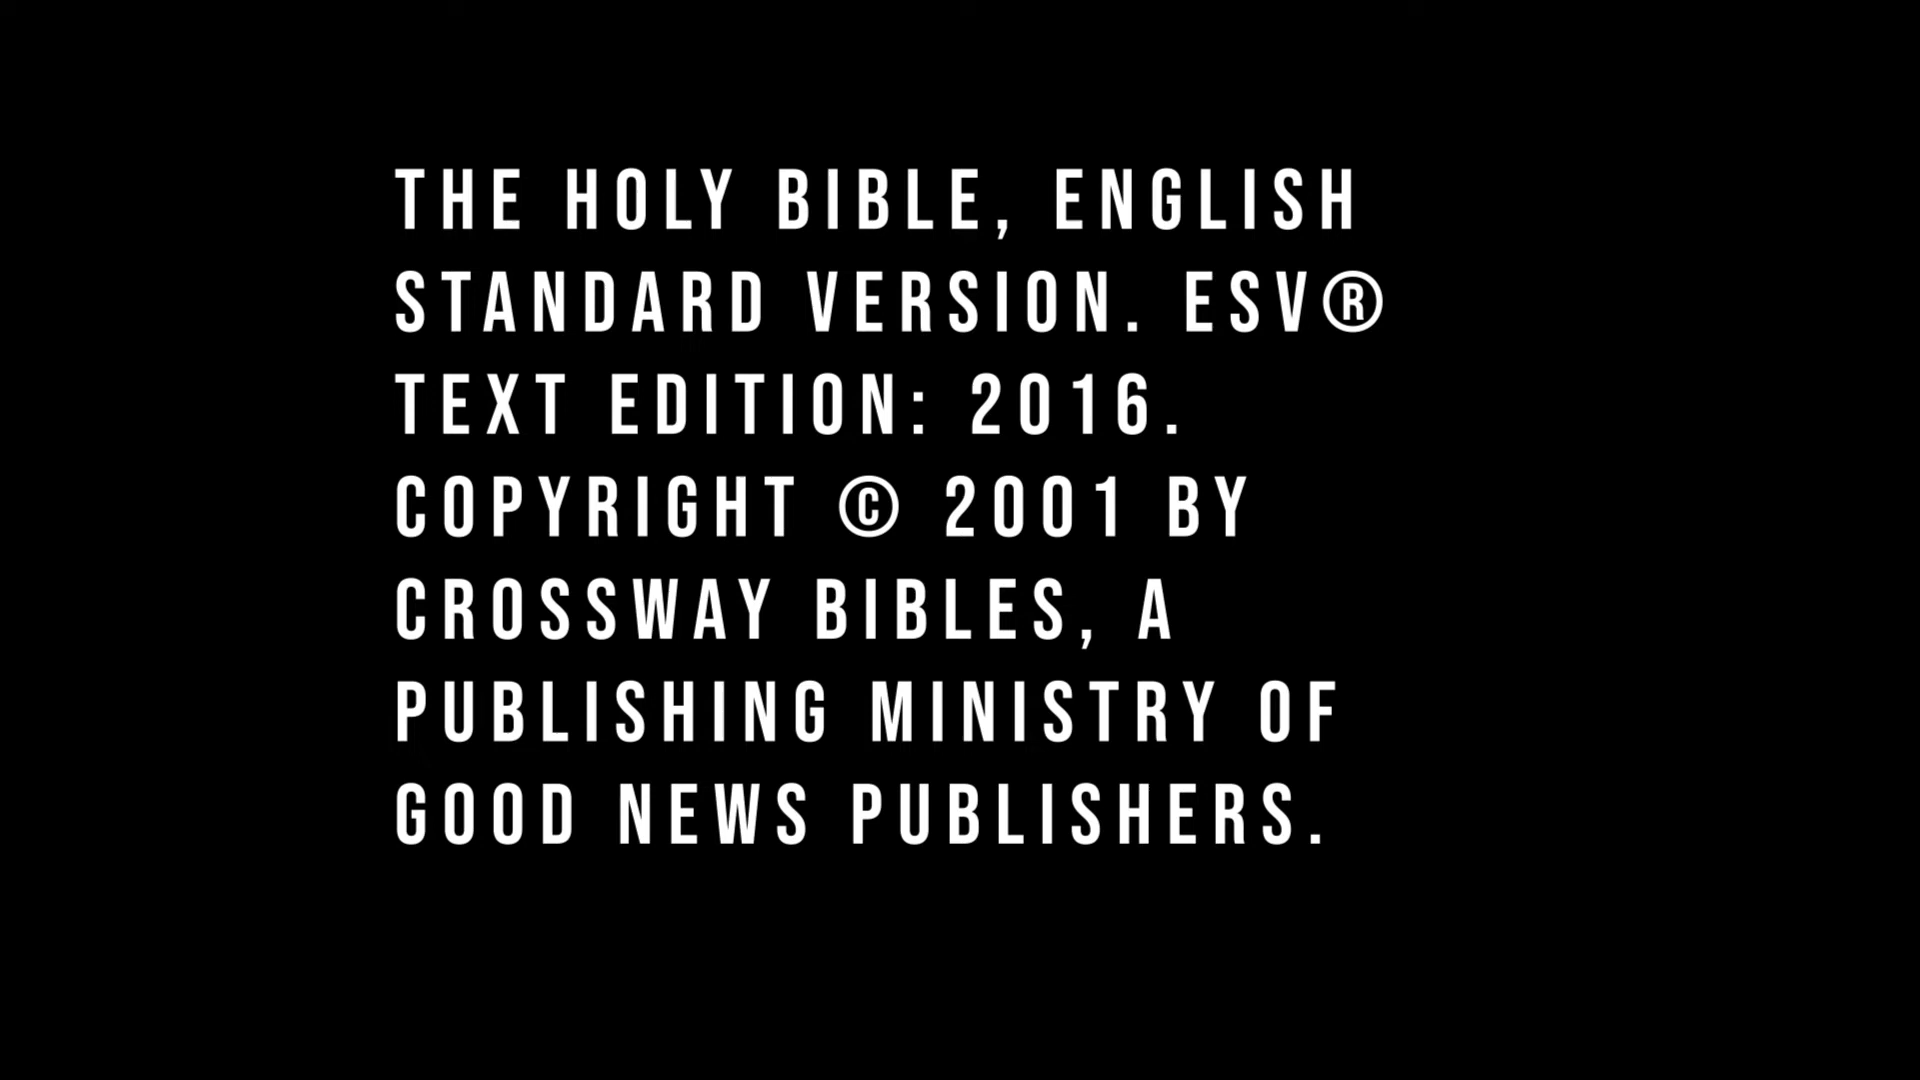 THE HOLY BIBLE, ENGLISH
STANDARD VERSION. ESV®
TEXT EDITION: 2016.
COPYRIGHT © 2001 BY
CROSSWAY BIBLES, A
PUBLISHING MINISTRY OF
GOOD NEWS PUBLISHERS.